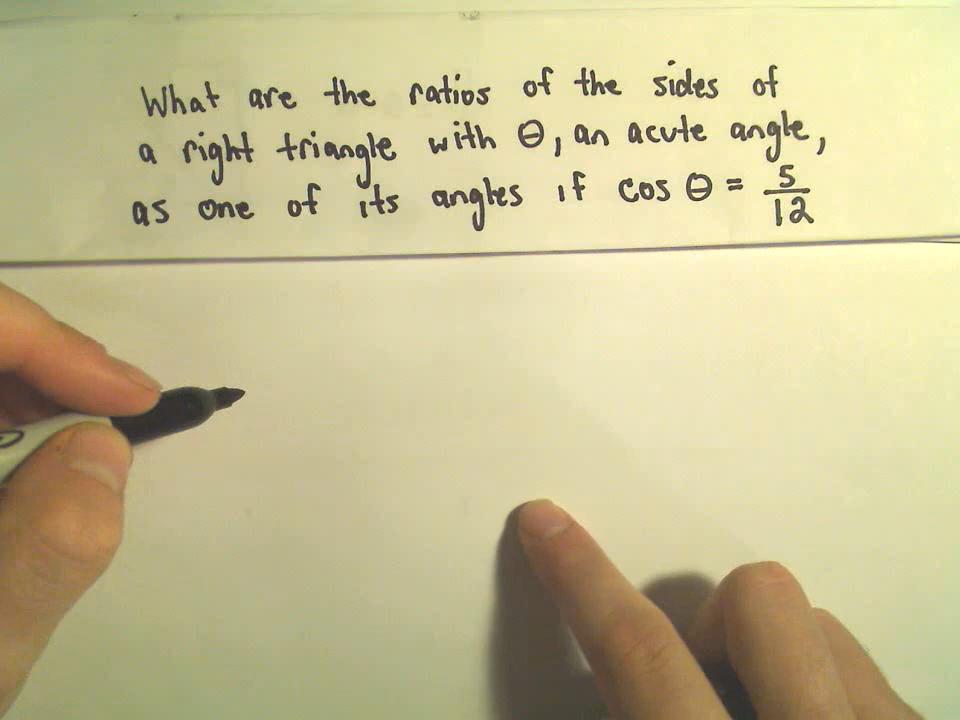 What are the ratios of the sides of
a right triangle with θ, an acute angle,
as one of its angles if cos θ = 5/12